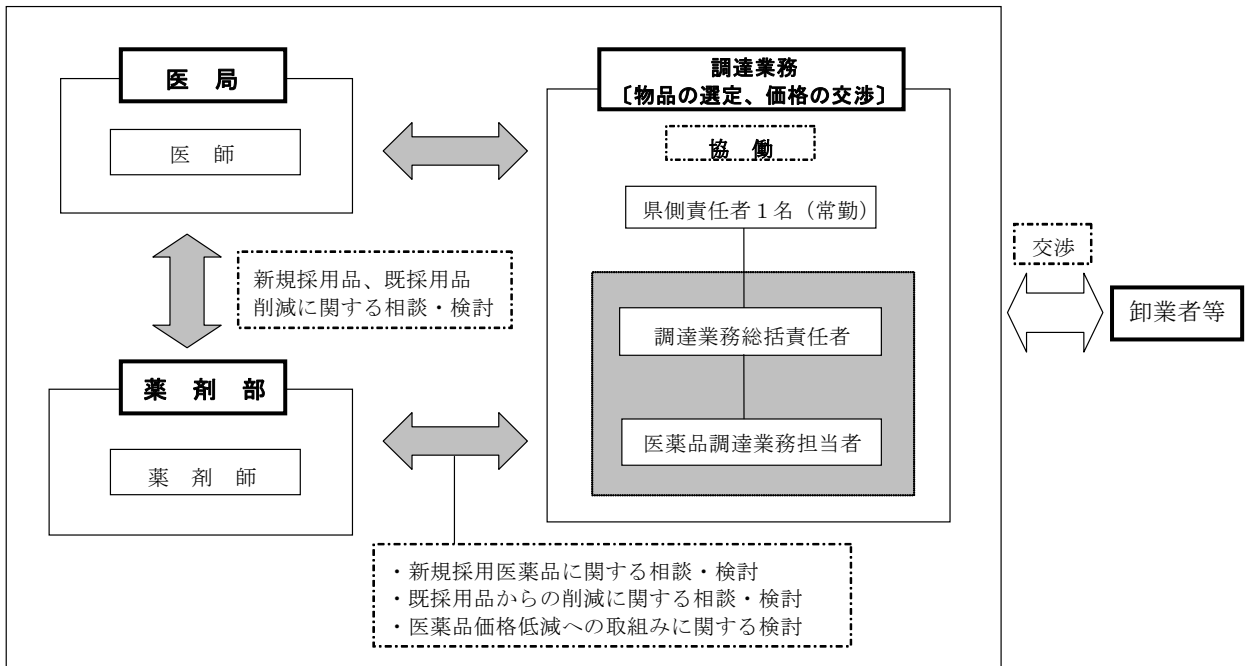 医 局
医 師
調達業務
〔物品の選定、価格の交渉〕
協 働
県側責任者１名（常勤）
新規採用品、既採用品
削減に関する相談・検討
調達業務総括責任者
医薬品調達業務担当者
薬 剤 部
薬 剤 師
・新規採用医薬品に関する相談・検討
・既採用品からの削減に関する相談・検討
・医薬品価格低減への取組みに関する検討
交渉
卸業者等